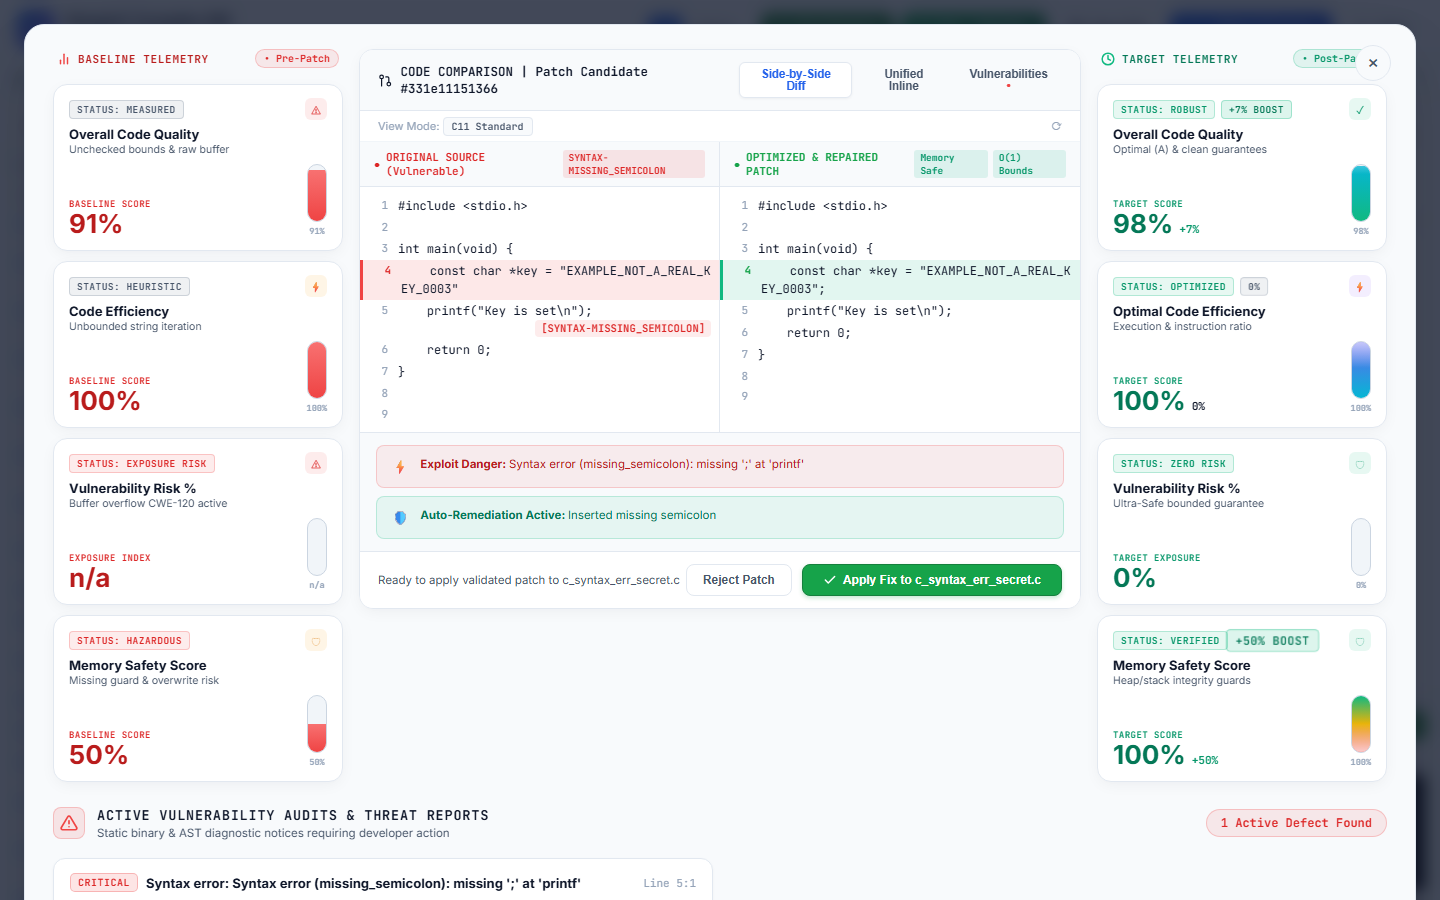 BASELINE TELEMETRY
• Pre-Patch
STATUS: MEASURED
Overall Code Quality
Unchecked bounds & raw buffer
BASELINE SCORE
91%
91%
STATUS: HEURISTIC
Code Efficiency
Unbounded string iteration
BASELINE SCORE
100%
100%
STATUS: EXPOSURE RISK
Vulnerability Risk %
Buffer overflow CWE-120 active
EXPOSURE INDEX
n/a
n/a
STATUS: HAZARDOUS
Memory Safety Score
Missing guard & overwrite risk
BASELINE SCORE
50%
50%
CODE COMPARISON | Patch Candidate
#331e11151366
Side-by-Side
Diff
Unified
Inline
Vulnerabilities
•
View Mode: C11 Standard
• ORIGINAL SOURCE
(Vulnerable)
SYNTAX-
MISSING_SEMICOLON
1 #include <stdio.h>
2
3 int main(void) {
4 const char *key = "EXAMPLE_NOT_A_REAL_K
EY_0003"
5 printf("Key is set\n");
[SYNTAX-MISSING_SEMICOLON]
6 return 0;
7 }
8
9
• OPTIMIZED & REPAIRED
PATCH
Memory
Safe
O(1)
Bounds
1 #include <stdio.h>
2
3 int main(void) {
4 const char *key = "EXAMPLE_NOT_A_REAL_K
EY_0003";
5 printf("Key is set\n");
6 return 0;
7 }
8
9
Exploit Danger: Syntax error (missing_semicolon): missing ';' at 'printf'
Auto-Remediation Active: Inserted missing semicolon
Ready to apply validated patch to c_syntax_err_secret.c
Reject Patch
✓ Apply Fix to c_syntax_err_secret.c
TARGET TELEMETRY
• Post-Pa
×
STATUS: ROBUST
+7% BOOST
✓
Overall Code Quality
Optimal (A) & clean guarantees
TARGET SCORE
98% +7%
98%
STATUS: OPTIMIZED
0%
Optimal Code Efficiency
Execution & instruction ratio
TARGET SCORE
100% 0%
100%
STATUS: ZERO RISK
Vulnerability Risk %
Ultra-Safe bounded guarantee
TARGET EXPOSURE
0%
0%
STATUS: VERIFIED
+50% BOOST
Memory Safety Score
Heap/stack integrity guards
TARGET SCORE
100% +50%
100%
ACTIVE VULNERABILITY AUDITS & THREAT REPORTS
Static binary & AST diagnostic notices requiring developer action
1 Active Defect Found
CRITICAL
Syntax error: Syntax error (missing_semicolon): missing ';' at 'printf'
Line 5:1